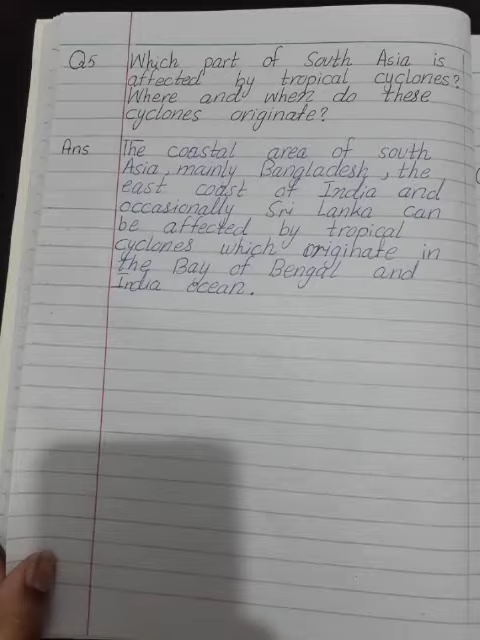 Q5 Which part of South Asia is
affected by tropical cyclones?
Where and when do these
cyclones originate?
Ans The coastal area of south
Asia, mainly Bangladesh, the
east coast of India and
occasionally Sri Lanka can
be affected by tropical
cyclones which originate in
the Bay of Bengal and
India ocean.